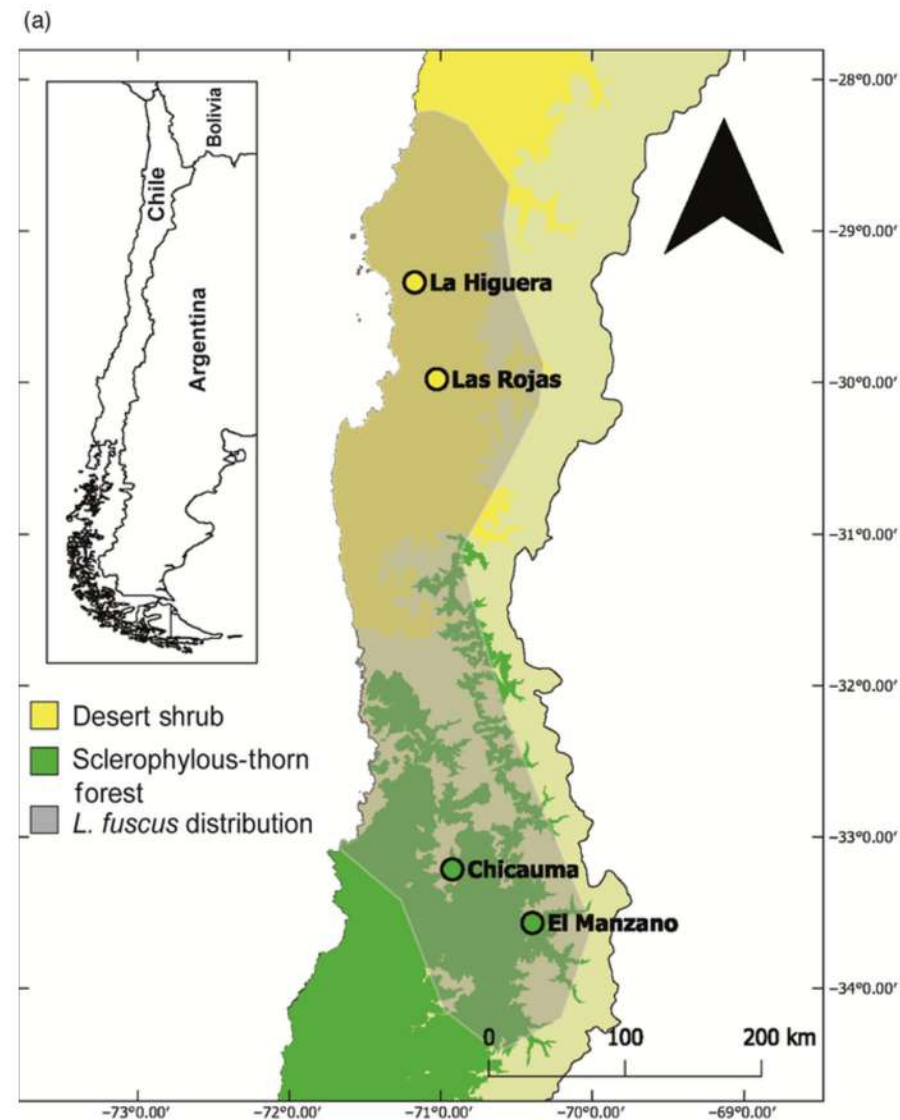 (a)
Bolivia
Chile
Argentina
−28°0.00′
−29°0.00′
La Higuera
Las Rojas
−30°0.00′
−31°0.00′
−32°0.00′
Desert shrub
Sclerophylous-thorn
forest
L. fuscus distribution
−33°0.00′
Chicauma
El Manzano
−34°0.00′
0 100 200 km
−73°0.00′ −72°0.00′ −71°0.00′ −70°0.00′ −69°0.00′